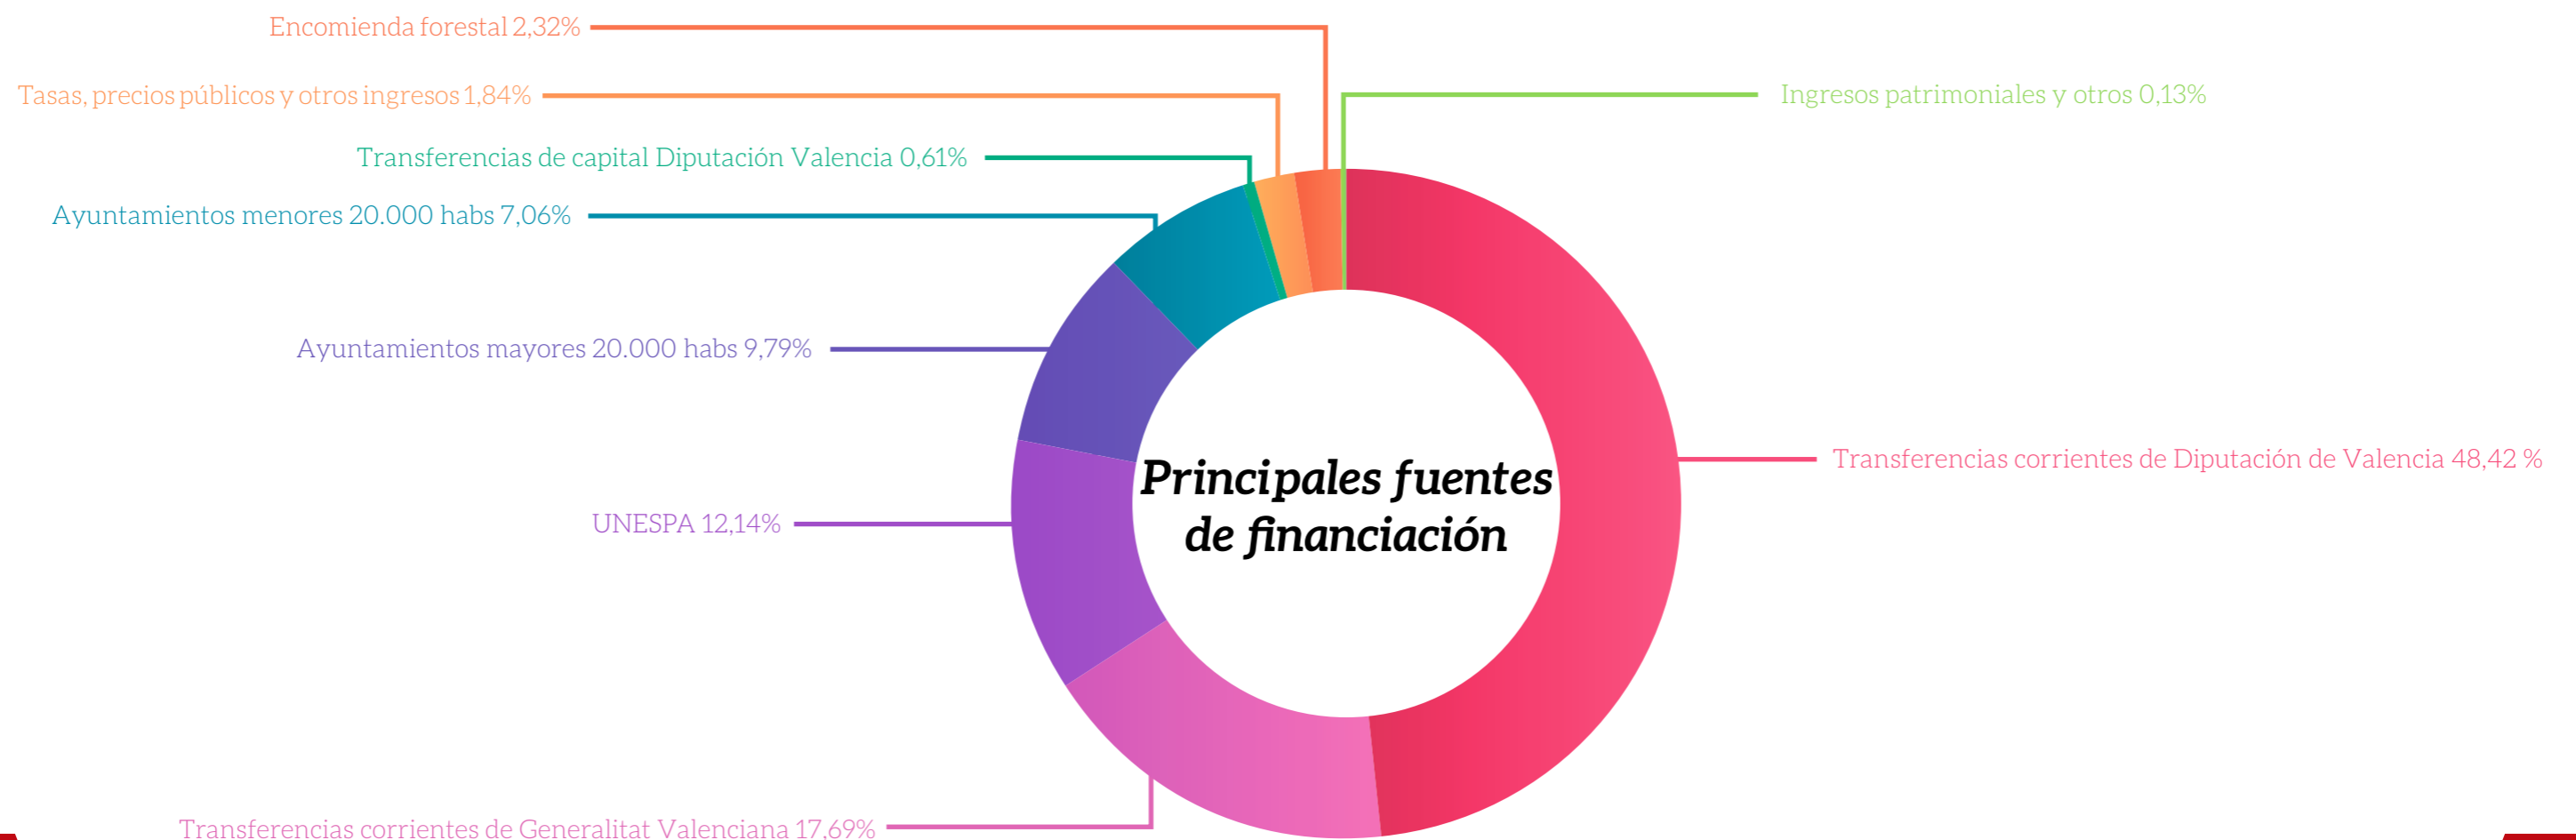 Encomienda forestal 2,32%
Tasas, precios públicos y otros ingresos 1,84%
Ingresos patrimoniales y otros 0,13%
Transferencias de capital Diputación Valencia 0,61%
Ayuntamientos menores 20.000 habs 7,06%
Ayuntamientos mayores 20.000 habs 9,79%
Transferencias corrientes de Diputación de Valencia 48,42 %
Principales fuentes
de financiación
UNESPA 12,14%
Transferencias corrientes de Generalitat Valenciana 17,69%